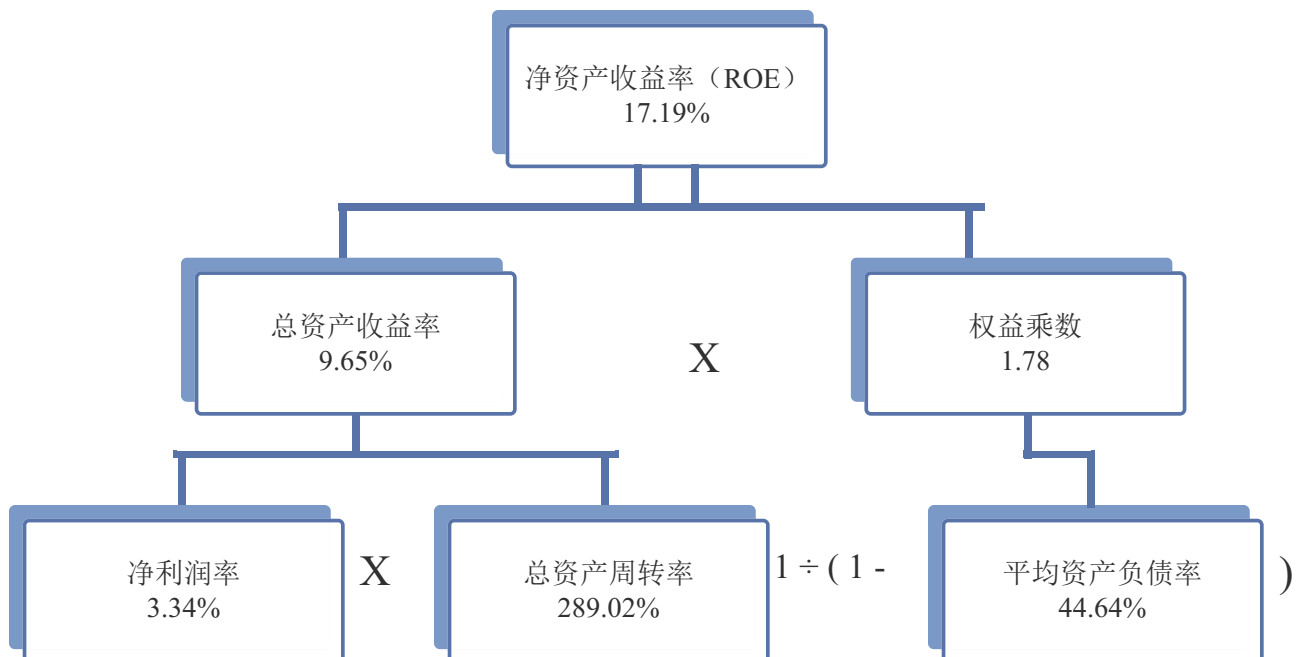 净资产收益率（ROE）
17.19%
总资产收益率
9.65%
X
权益乘数
1.78
净利润率
3.34%
X
总资产周转率
289.02%
1 ÷ ( 1 -
平均资产负债率
44.64%
)